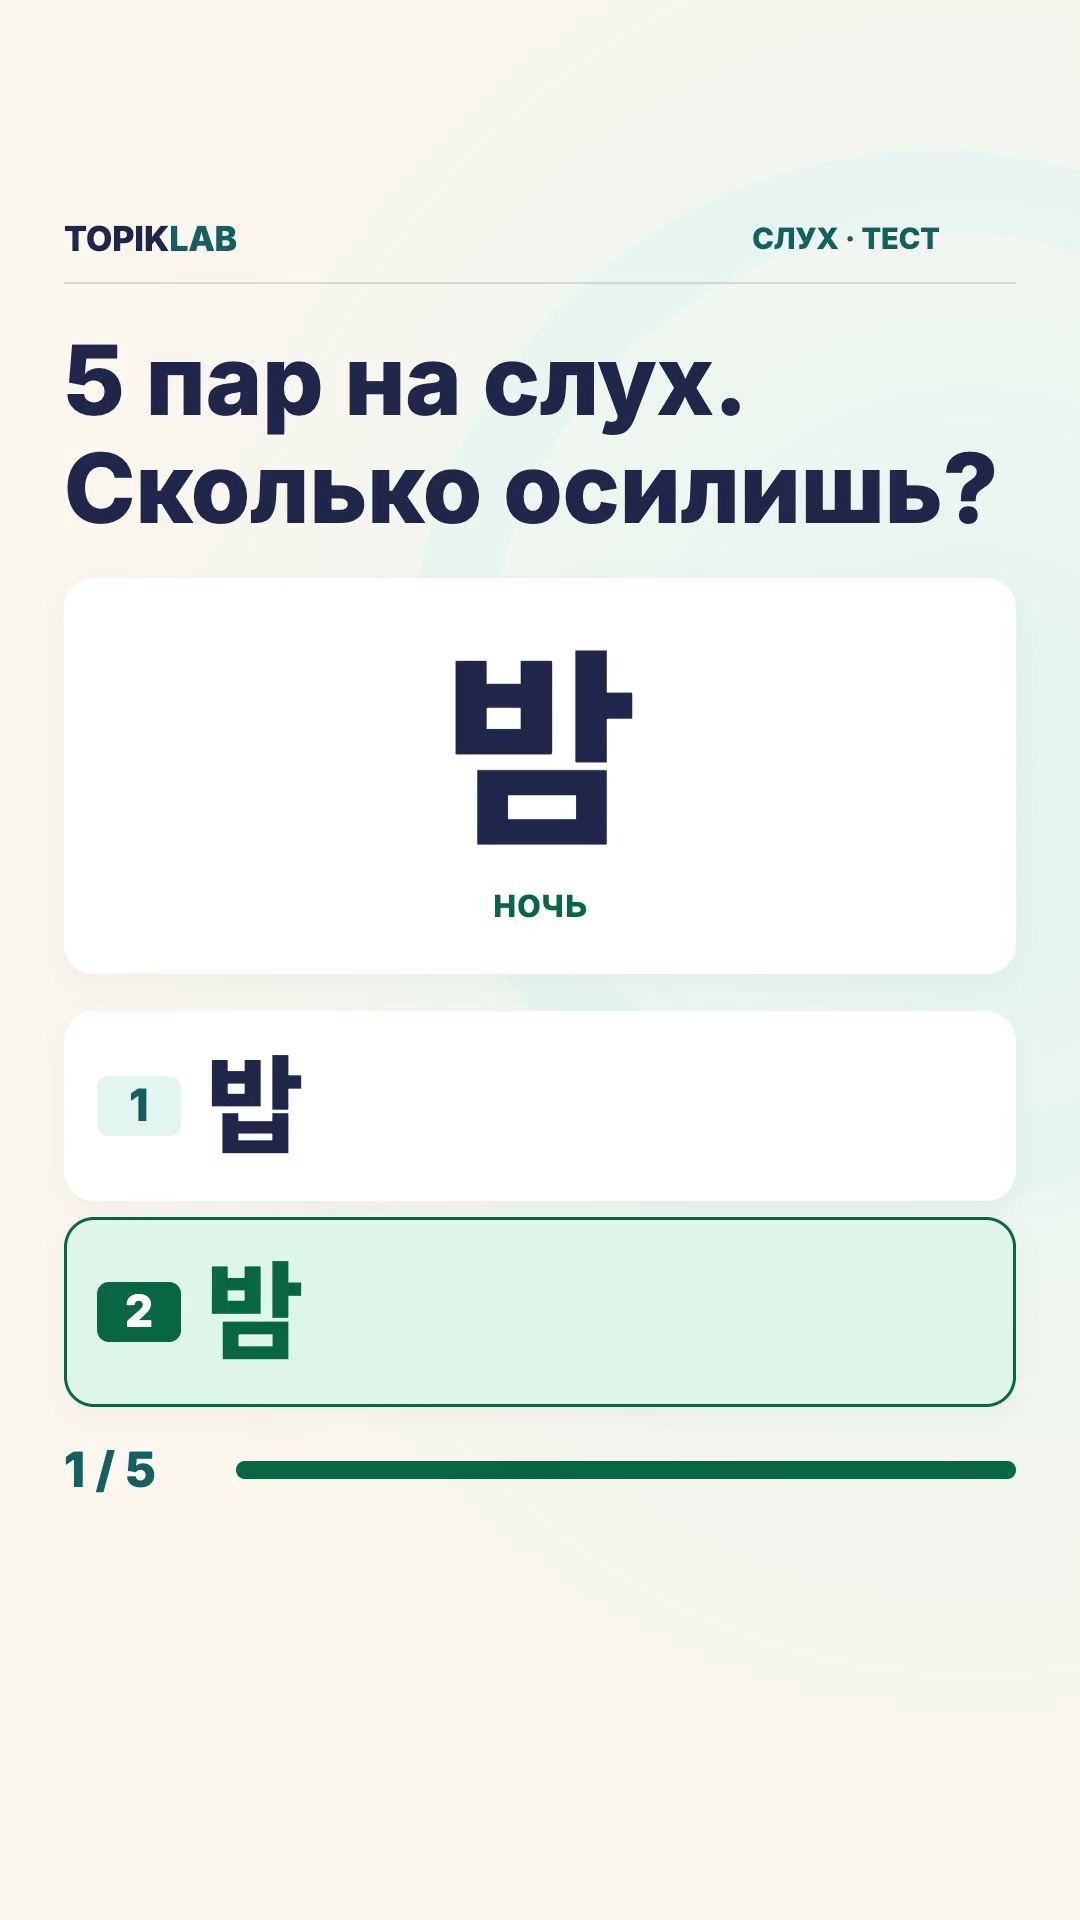 TOPIKLAB
СЛУХ · ТЕСТ
5 пар на слух.
Сколько осилишь?
밤
ночь
1 밥
2 밤
1 / 5